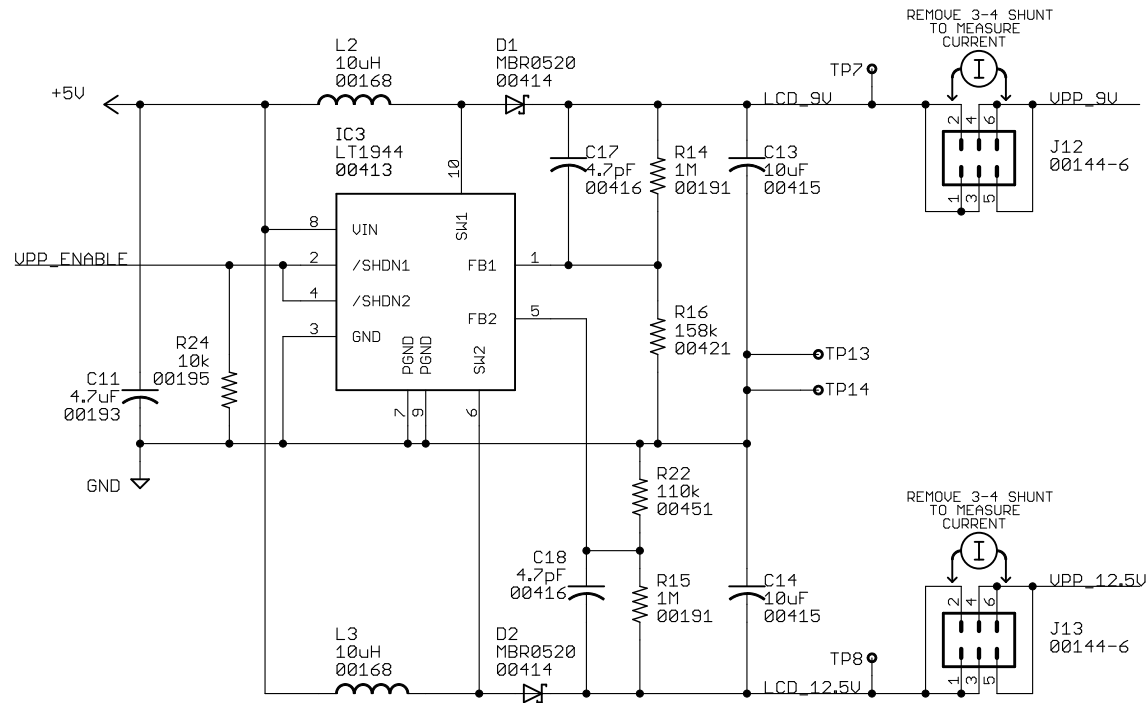 REMOVE 3-4 SHUNT
TO MEASURE
CURRENT
I
L2
10uH
00168
D1
MBR0520
00414
TP7
+5V
LCD_9V
VPP_9V
2
4
6
J12
00144-6
1
3
5
IC3
LT1944
00413
10
C17
4.7pF
00416
R14
1M
00191
C13
10uF
00415
8
VIN
SW1
VPP_ENABLE
2
/SHDN1
FB1
1
4
/SHDN2
5
FB2
3
GND
PGND
PGND
SW2
R16
158k
00421
R24
10k
00195
TP13
TP14
C11
4.7uF
00193
7
9
6
GND
R22
110k
00451
REMOVE 3-4 SHUNT
TO MEASURE
CURRENT
I
C18
4.7pF
00416
R15
1M
00191
C14
10uF
00415
VPP_12.5V
2
4
6
J13
00144-6
1
3
5
L3
10uH
00168
D2
MBR0520
00414
TP8
LCD_12.5V